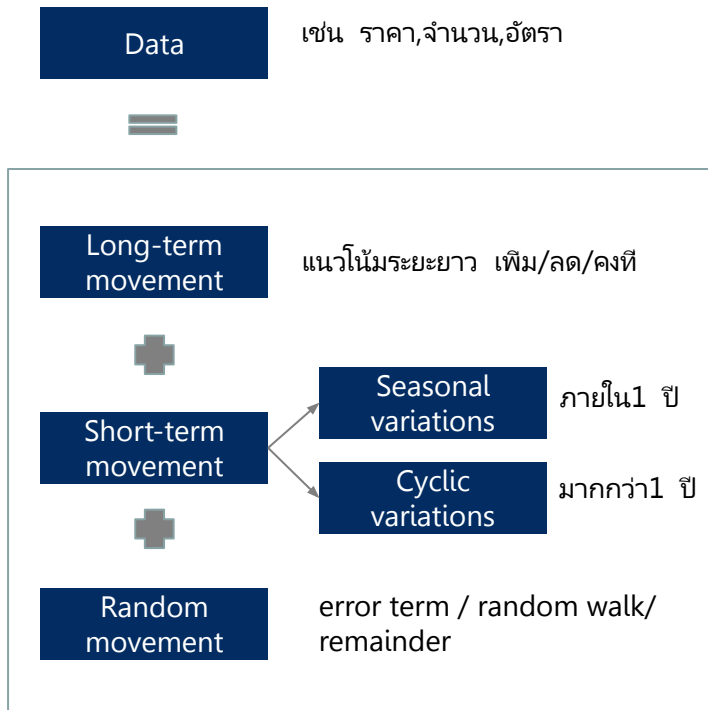 Data
เช่น ราคา,จำนวน,อัตรา
Long-term
movement
แนวโน้มระยะยาว เพิ่ม/ลด/คงที่
Short-term
movement
Seasonal
variations
ภายใน1 ปี
Cyclic
variations
มากกว่า1 ปี
Random
movement
error term / random walk/
remainder